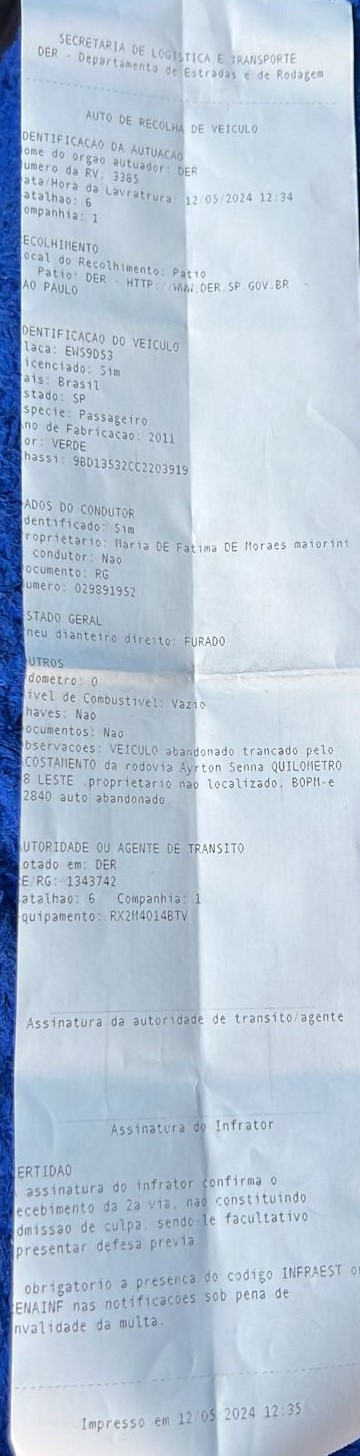 SECRETARIA DE LOGISTICA E TRANSPORTE
DER - Departamento de Estradas e de Rodagem
AUTO DE RECOLHA DE VEICULO
DENTIFICACAO DA AUTUACAO
ome do orgao autuador: DER
umero da RV: 3385
ata/Hora da Lavratrura: 12/05/2024 12:34
atalhao: 6
ompanhia: 1
ECOLHIMENTO
ocal do Recolhimento: Patio
Patio: DER - HTTP://WWW.DER.SP.GOV.BR
AO PAULO
DENTIFICACAO DO VEICULO
laca: EWS9D53
icenciado: Sim
ais: Brasil
stado: SP
specie: Passageiro
no de Fabricacao: 2011
or: VERDE
hassi: 9BD13532CC2203919
ADOS DO CONDUTOR
dentificado: Sim
roprietario: Maria DE Fatima DE Moraes maiorini
condutor: Nao
ocumento: RG
umero: 029891952
STADO GERAL
neu dianteiro direito: FURADO
UTROS
dometro: 0
ivel de Combustivel: Vazio
haves: Nao
ocumentos: Nao
bservacoes: VEICULO abandonado trancado pelo
COSTAMENTO da rodovia Ayrton Senna QUILOMETRO
8 LESTE .proprietario nao localizado, BOPM-e
2840 auto abandonado
UTORIDADE OU AGENTE DE TRANSITO
otado em: DER
E/RG: 1343742
atalhao: 6 Companhia: 1
quipamento: RX2M4014BTV
Assinatura da autoridade de transito/agente
Assinatura do Infrator
ERTIDAO
assinatura do infrator confirma o
ecebimento da 2a via, nao constituindo
dmissao de culpa, sendo-le facultativo
presentar defesa previa.
obrigatorio a presenca do codigo INFRAEST o
ENAINF nas notificacoes sob pena de
nvalidade da multa.
Impresso em 12/05/2024 12:35